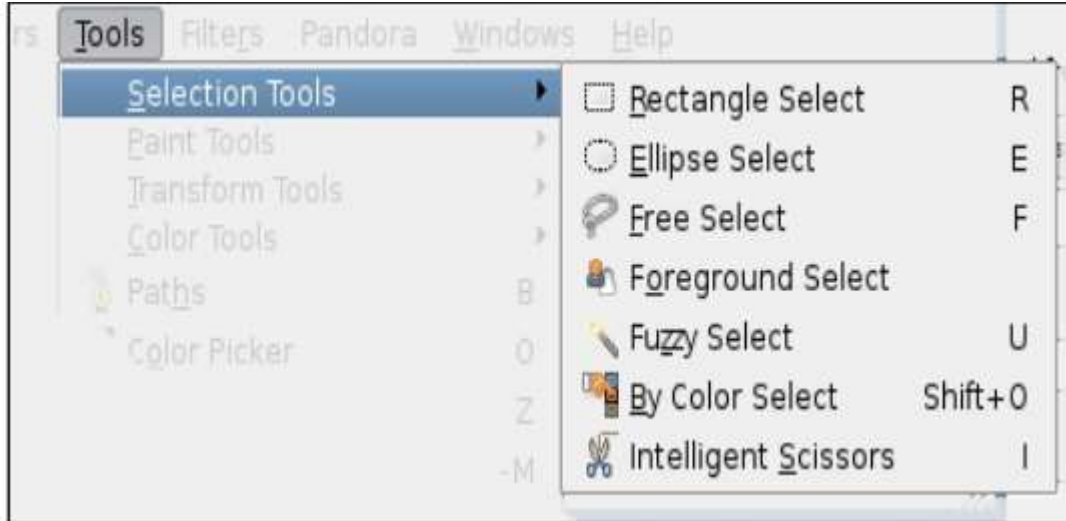 rs Tools Filters Pandora Windows Help
Selection Tools
Paint Tools
Transform Tools
Color Tools
Paths B
Color Picker O
Z
-M
Rectangle Select R
Ellipse Select E
Free Select F
Foreground Select
Fuzzy Select U
By Color Select Shift+O
Intelligent Scissors I